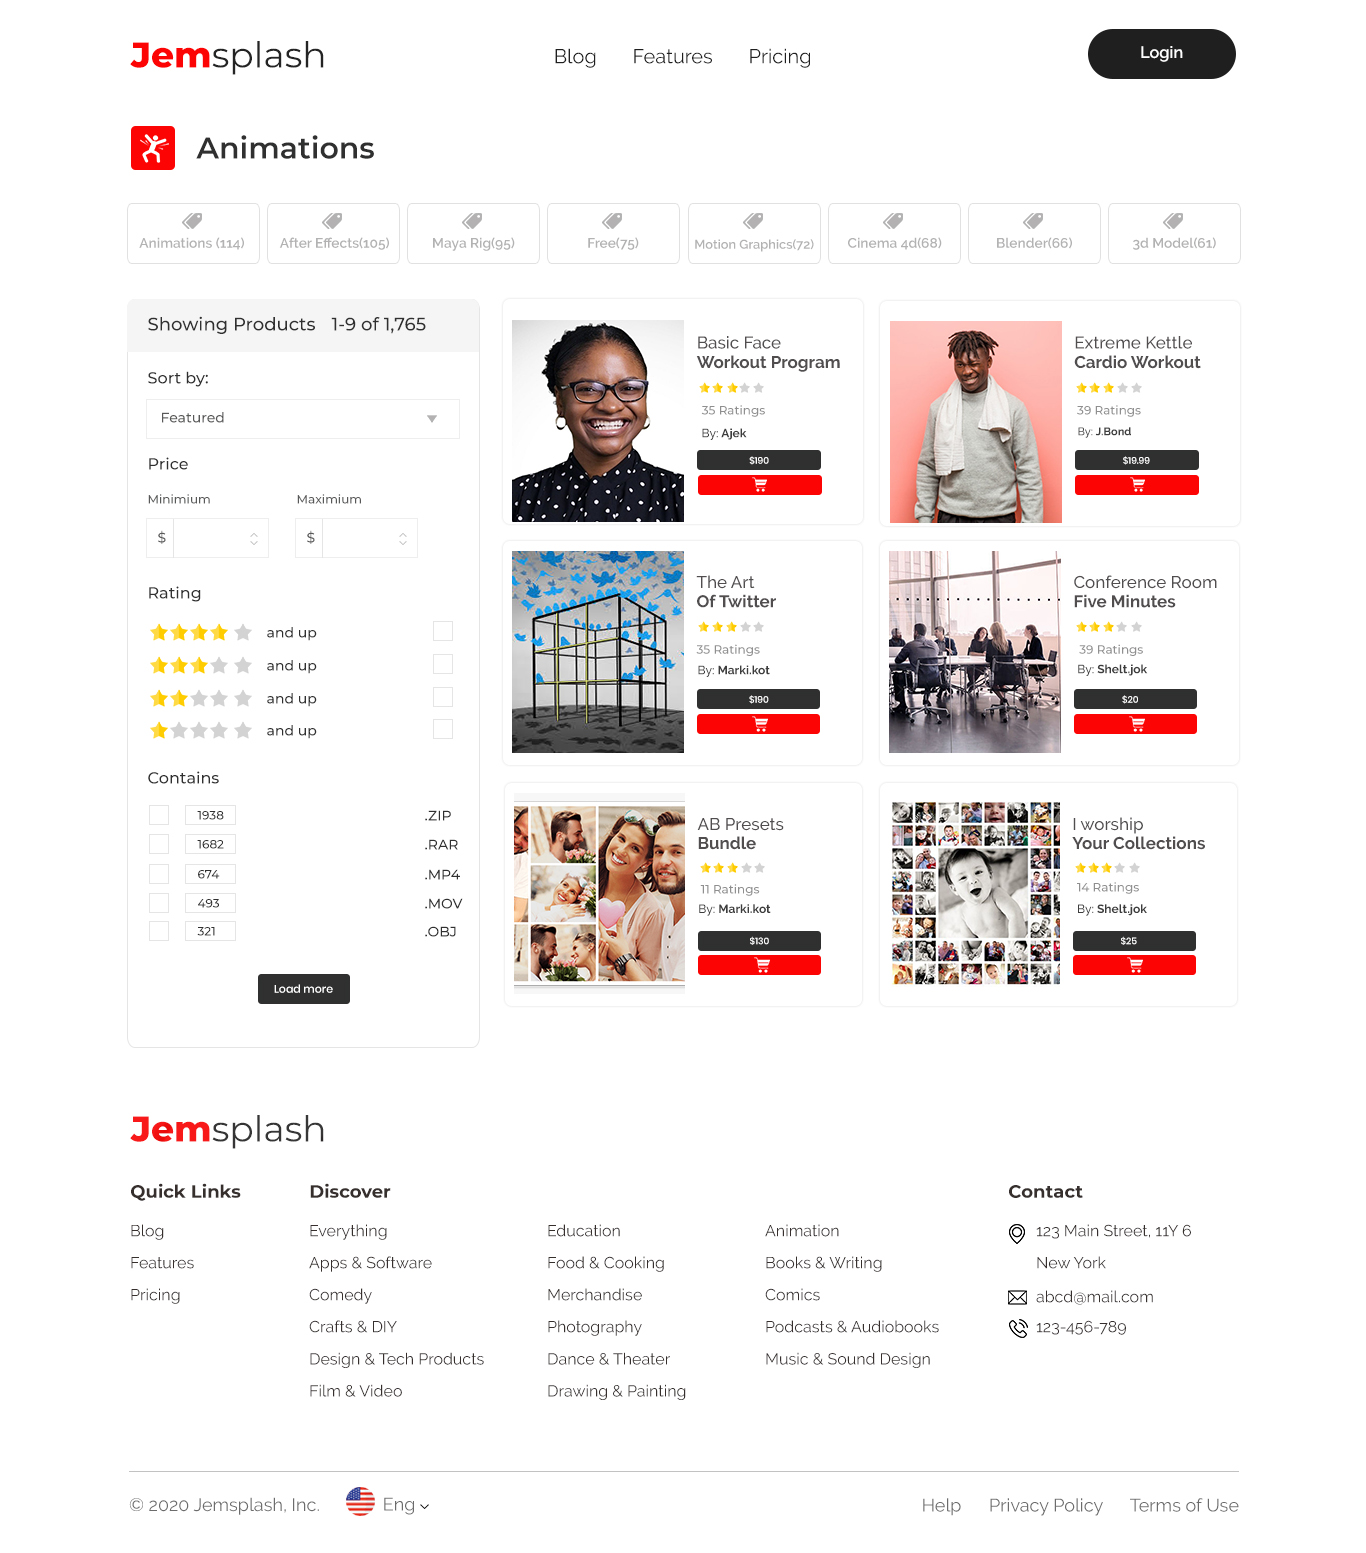 Jemsplash
Blog Features Pricing
Login
Animations
Animations (114)
After Effects(105)
Maya Rig(95)
Free(75)
Motion Graphics(72)
Cinema 4d(68)
Blender(66)
3d Model(61)
Showing Products 1-9 of 1,765
Sort by:
Featured
Price
Minimium
Maximium
$
$
Rating
and up
and up
and up
and up
Contains
1938 .ZIP
1682 .RAR
674 .MP4
493 .MOV
321 .OBJ
Load more
Basic Face
Workout Program
35 Ratings
By: Ajek
$190
Extreme Kettle
Cardio Workout
39 Ratings
By: J.Bond
$19.99
The Art
Of Twitter
35 Ratings
By: Marki.kot
$190
Conference Room
Five Minutes
39 Ratings
By: Shelt.jok
$20
AB Presets
Bundle
11 Ratings
By: Marki.kot
$130
I worship
Your Collections
14 Ratings
By: Shelt.jok
$25
Jemsplash
Quick Links
Blog
Features
Pricing
Discover
Everything
Apps & Software
Comedy
Crafts & DIY
Design & Tech Products
Film & Video
Education
Food & Cooking
Merchandise
Photography
Dance & Theater
Drawing & Painting
Animation
Books & Writing
Comics
Podcasts & Audiobooks
Music & Sound Design
Contact
123 Main Street, 11Y 6
New York
abcd@mail.com
123-456-789
© 2020 Jemsplash, Inc.
Eng
Help Privacy Policy Terms of Use